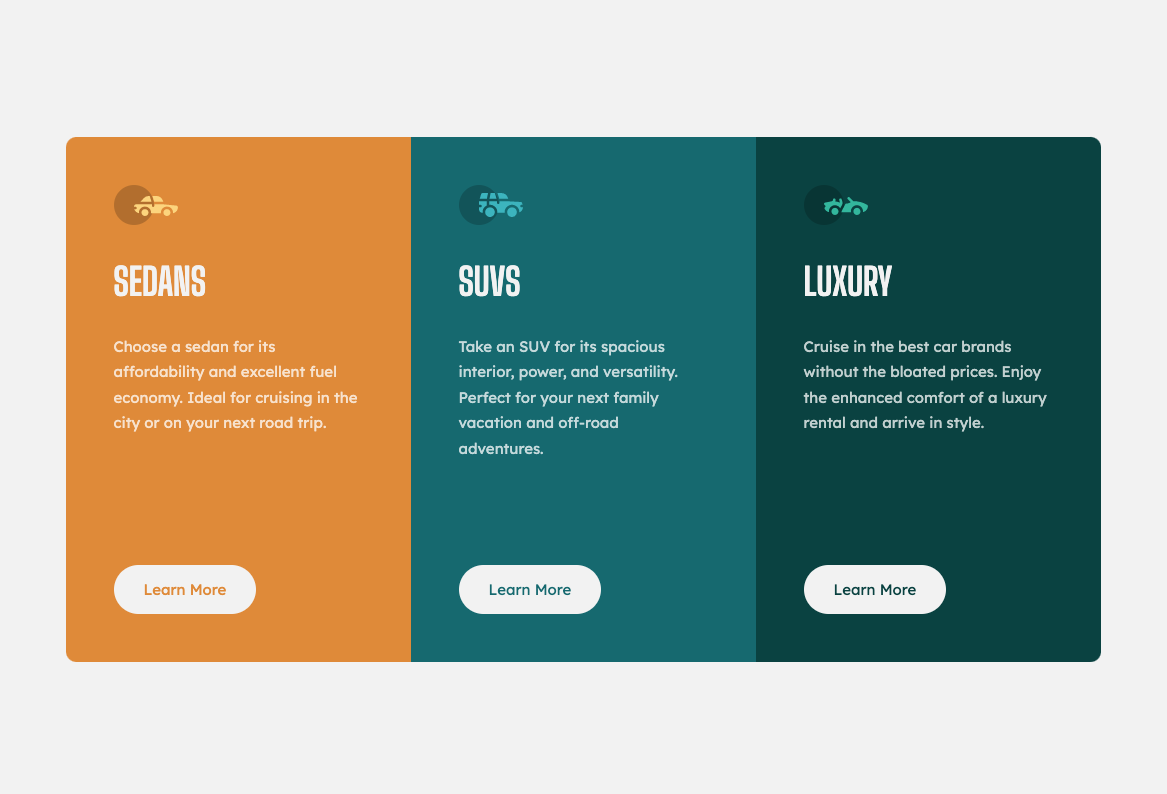 SEDANS
Choose a sedan for its
affordability and excellent fuel
economy. Ideal for cruising in the
city or on your next road trip.
Learn More
SUVS
Take an SUV for its spacious
interior, power, and versatility.
Perfect for your next family
vacation and off-road
adventures.
Learn More
LUXURY
Cruise in the best car brands
without the bloated prices. Enjoy
the enhanced comfort of a luxury
rental and arrive in style.
Learn More